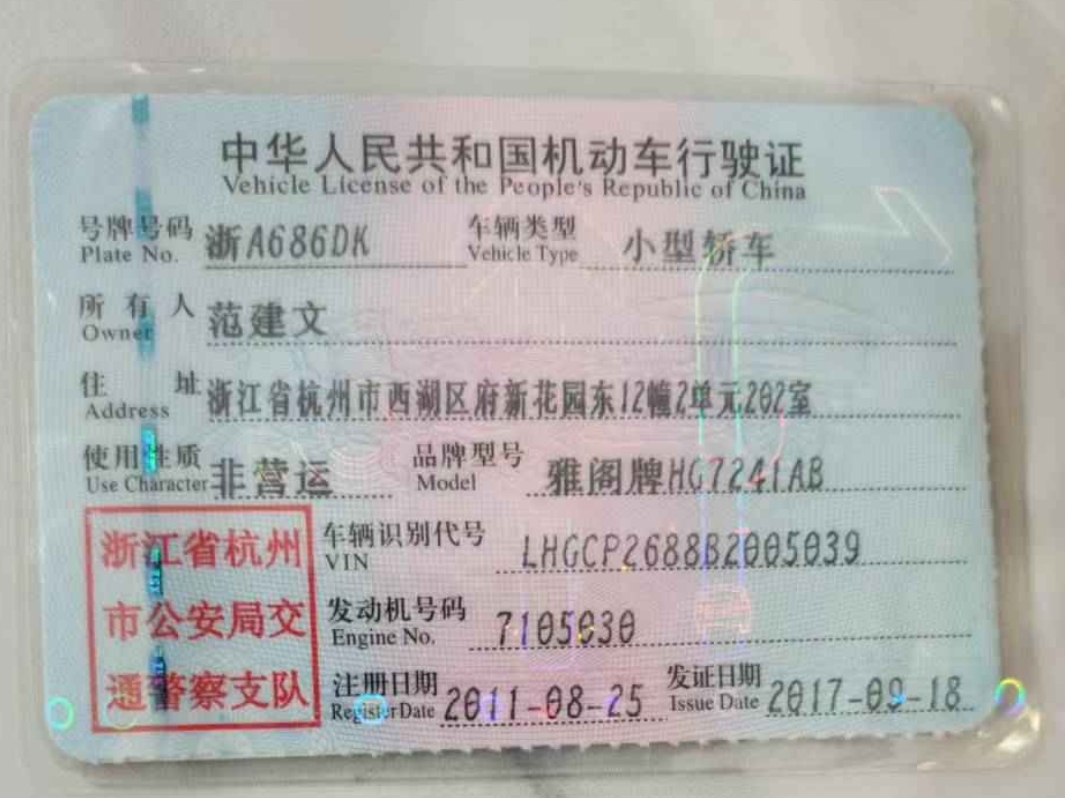 中华人民共和国机动车行驶证
Vehicle License of the People's Republic of China
号牌号码 浙A686DK 车辆类型 小型轿车
Plate No. Vehicle Type
所有人 范建文
Owner
住址 浙江省杭州市西湖区府新花园东12幢2单元202室
Address
使用性质 非营运 品牌型号 雅阁牌HG7241AB
Use Character Model
浙江省杭州
市公安局交
通警察支队
车辆识别代号 LHGCP2688B2005039
VIN
发动机号码 7105030
Engine No.
注册日期 2011-08-25 发证日期 2017-09-18
Register Date Issue Date